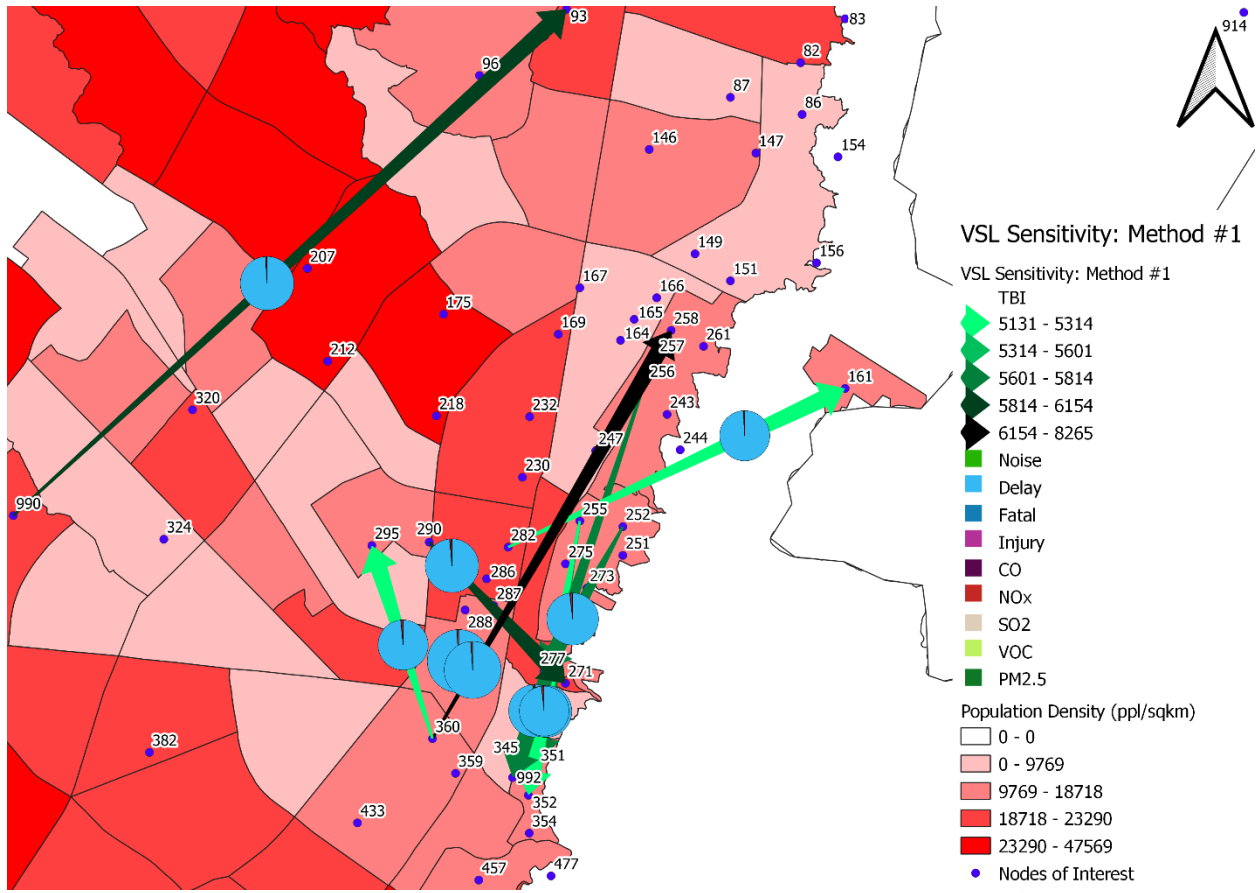 93
83
914
96
82
87
86
146
147
154
149
156
207
151
167
166
175
165
258
169
164
261
257
212
256
161
320
218
232
243
247
244
230
990
255
252
324
295
290
282
251
275
286
273
287
288
277
271
360
345
351
382
359
992
352
433
354
457
477
VSL Sensitivity: Method #1
VSL Sensitivity: Method #1
TBI
5131 - 5314
5314 - 5601
5601 - 5814
5814 - 6154
6154 - 8265
Noise
Delay
Fatal
Injury
CO
NOx
SO2
VOC
PM2.5
Population Density (ppl/sqkm)
0 - 0
0 - 9769
9769 - 18718
18718 - 23290
23290 - 47569
Nodes of Interest